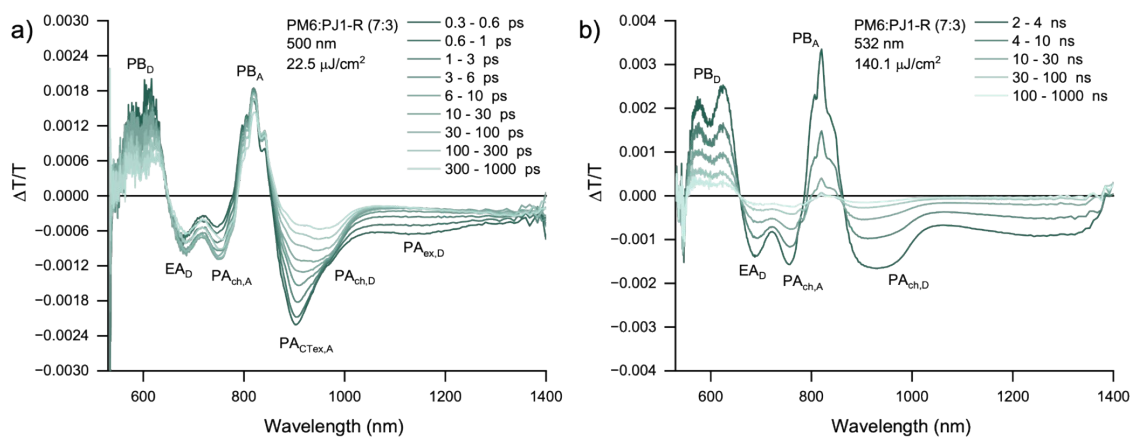 a)
PM6:PJ1-R (7:3)
500 nm
22.5 μJ/cm²
0.3 - 0.6 ps
0.6 - 1 ps
1 - 3 ps
3 - 6 ps
6 - 10 ps
10 - 30 ps
30 - 100 ps
100 - 300 ps
300 - 1000 ps
PB_D
PB_A
EA_D
PA_ch,A
PA_CTex,A
PA_ch,D
PA_ex,D
ΔT/T
0.0030
0.0024
0.0018
0.0012
0.0006
0.0000
−0.0006
−0.0012
−0.0018
−0.0024
−0.0030
600 800 1000 1200 1400
Wavelength (nm)
b)
PM6:PJ1-R (7:3)
532 nm
140.1 μJ/cm²
2 - 4 ns
4 - 10 ns
10 - 30 ns
30 - 100 ns
100 - 1000 ns
PB_D
PB_A
EA_D
PA_ch,A
PA_ch,D
ΔT/T
0.004
0.003
0.002
0.001
0.000
−0.001
−0.002
−0.003
−0.004
600 800 1000 1200 1400
Wavelength (nm)